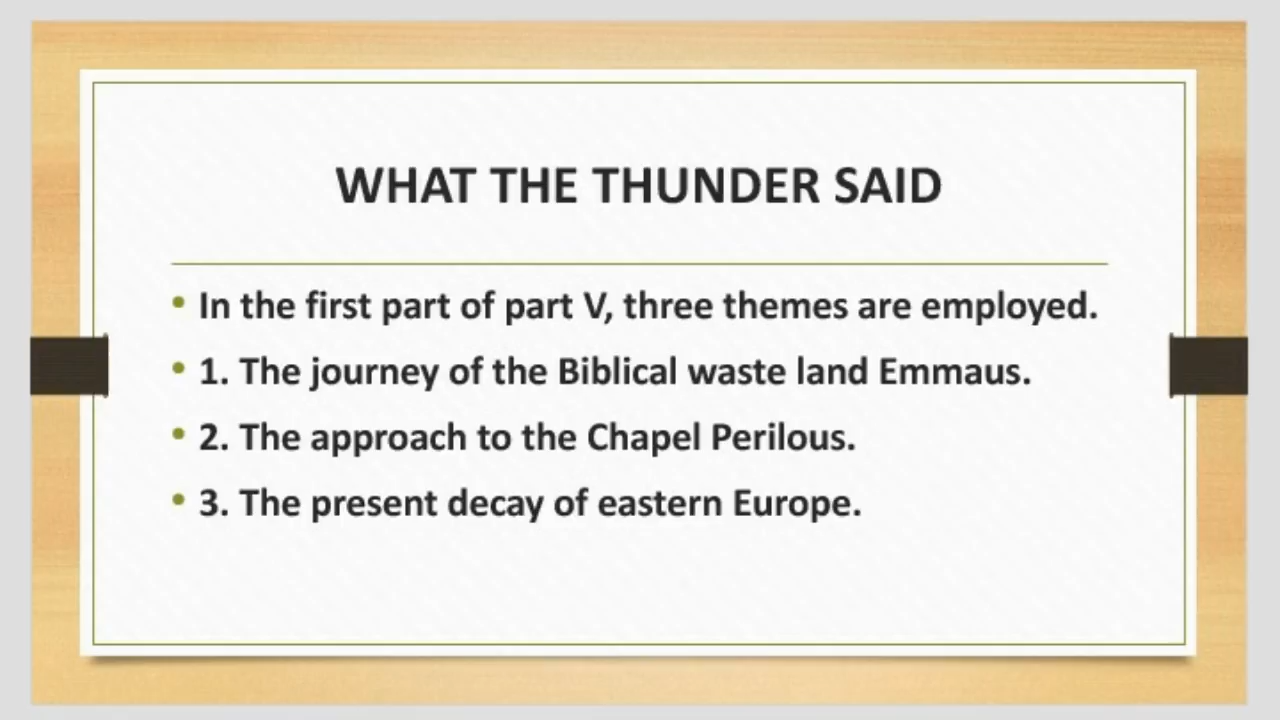 WHAT THE THUNDER SAID
• In the first part of part V, three themes are employed.
• 1. The journey of the Biblical waste land Emmaus.
• 2. The approach to the Chapel Perilous.
• 3. The present decay of eastern Europe.